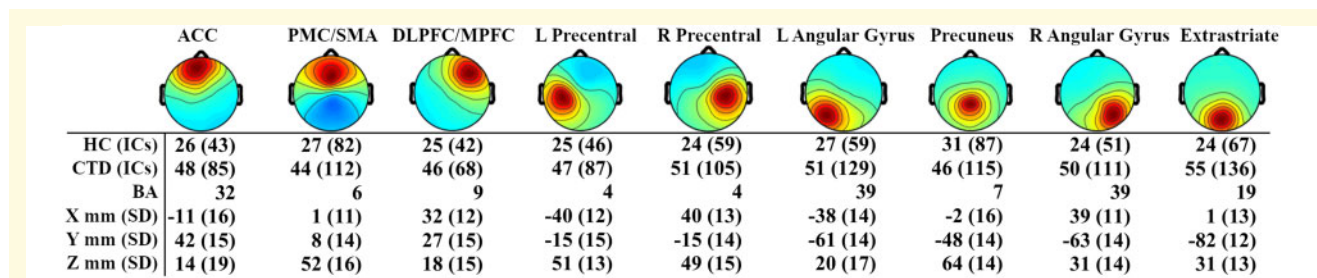 ACC PMC/SMA DLPFC/MPFC L Precentral R Precentral L Angular Gyrus Precuneus R Angular Gyrus Extrastriate
HC (ICs) 26 (43) 27 (82) 25 (42) 25 (46) 24 (59) 27 (59) 31 (87) 24 (51) 24 (67)
CTD (ICs) 48 (85) 44 (112) 46 (68) 47 (87) 51 (105) 51 (129) 46 (115) 50 (111) 55 (136)
BA 32 6 9 4 4 39 7 39 19
X mm (SD) -11 (16) 1 (11) 32 (12) -40 (12) 40 (13) -38 (14) -2 (16) 39 (11) 1 (13)
Y mm (SD) 42 (15) 8 (14) 27 (15) -15 (15) -15 (14) -61 (14) -48 (14) -63 (14) -82 (12)
Z mm (SD) 14 (19) 52 (16) 18 (15) 51 (13) 49 (15) 20 (17) 64 (14) 31 (14) 31 (13)